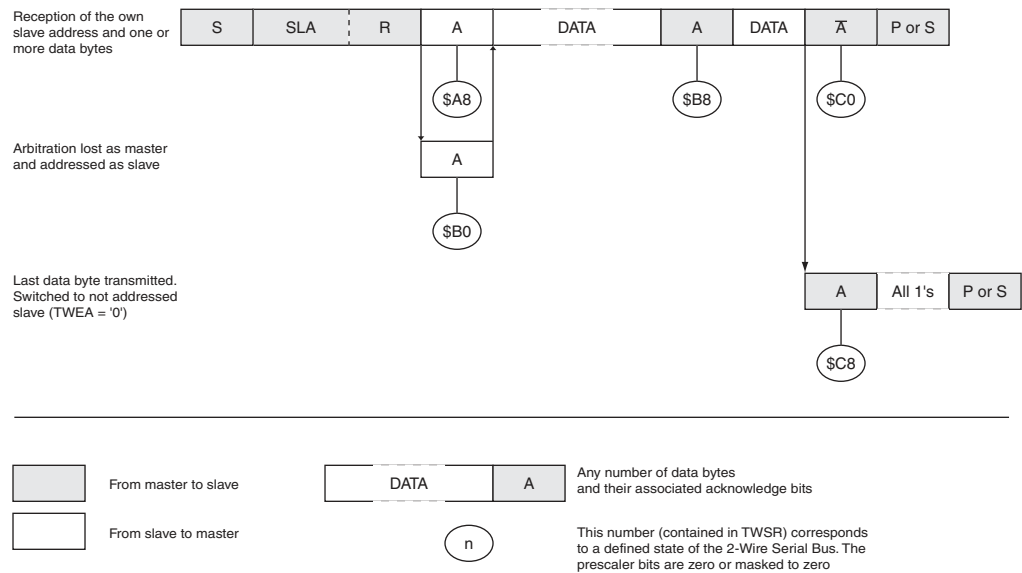 Reception of the own
slave address and one or
more data bytes
S SLA R A DATA A DATA A̅ P or S
$A8 $B8 $C0
Arbitration lost as master
and addressed as slave
A
$B0
Last data byte transmitted.
Switched to not addressed
slave (TWEA = '0')
A All 1's P or S
$C8
From master to slave
DATA A
Any number of data bytes
and their associated acknowledge bits
From slave to master
n
This number (contained in TWSR) corresponds
to a defined state of the 2-Wire Serial Bus. The
prescaler bits are zero or masked to zero